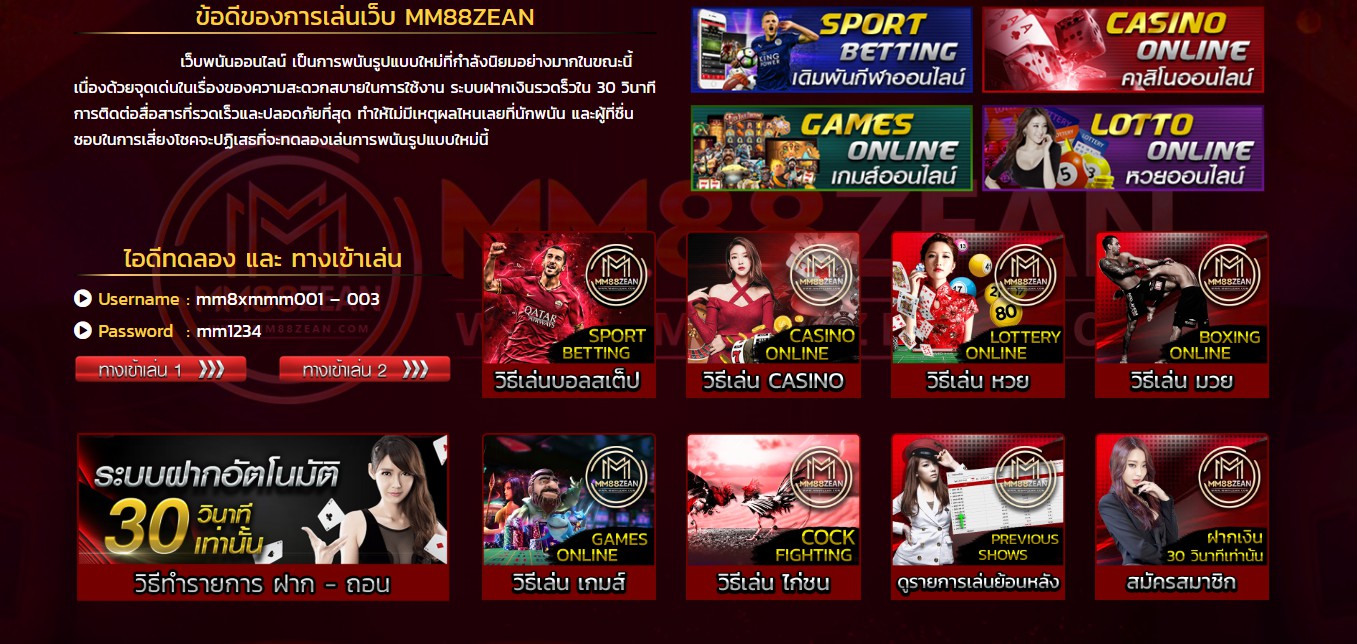 ข้อดีของการเล่นเว็บ MM88ZEAN
เว็บพนันออนไลน์ เป็นการพนันรูปแบบใหม่ที่กำลังนิยมอย่างมากในขณะนี้
เนื่องด้วยจุดเด่นในเรื่องของความสะดวกสบายในการใช้งาน ระบบฝากเงินรวดเร็วใน 30 วินาที
การติดต่อสื่อสารที่รวดเร็วและปลอดภัยที่สุด ทำให้ไม่มีเหตุผลไหนเลยที่นักพนัน และผู้ที่ชื่น
ชอบในการเสี่ยงโชคจะปฏิเสธที่จะทดลองเล่นการพนันรูปแบบใหม่นี้
SPORT
BETTING
เดิมพันกีฬาออนไลน์
CASINO
ONLINE
คาสิโนออนไลน์
GAMES
ONLINE
เกมส์ออนไลน์
LOTTO
ONLINE
หวยออนไลน์
MM88ZEAN
ไอดีทดลอง และ ทางเข้าเล่น
Username : mm8xmmm001 – 003
Password : mm1234
ทางเข้าเล่น 1
ทางเข้าเล่น 2
MM88ZEAN
SPORT
BETTING
วิธีเล่นบอลสเต็ป
MM88ZEAN
CASINO
ONLINE
วิธีเล่น CASINO
MM88ZEAN
LOTTERY
ONLINE
วิธีเล่น หวย
MM88ZEAN
BOXING
ONLINE
วิธีเล่น มวย
ระบบฝากอัตโนมัติ
30 วินาที
เท่านั้น
วิธีทำรายการ ฝาก - ถอน
MM88ZEAN
GAMES
ONLINE
วิธีเล่น เกมส์
MM88ZEAN
COCK
FIGHTING
วิธีเล่น ไก่ชน
MM88ZEAN
PREVIOUS
SHOWS
ดูรายการเล่นย้อนหลัง
MM88ZEAN
ฝากเงิน
30 วินาทีเท่านั้น
สมัครสมาชิก